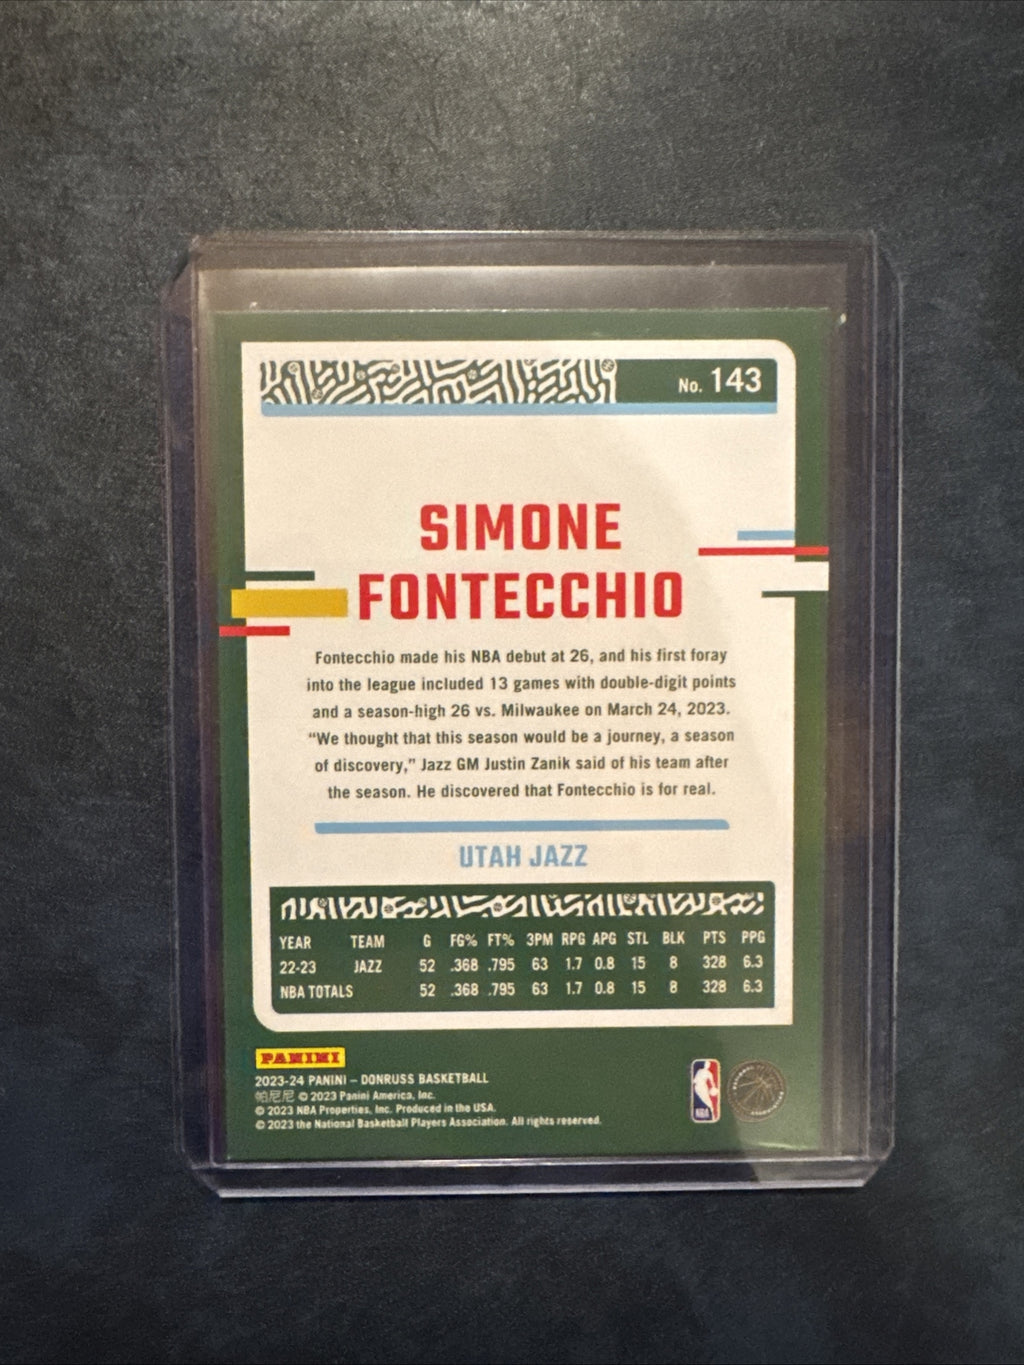 No. 143
SIMONE
FONTECCHIO
Fontecchio made his NBA debut at 26, and his first foray
into the league included 13 games with double-digit points
and a season-high 26 vs. Milwaukee on March 24, 2023.
“We thought that this season would be a journey, a season
of discovery,” Jazz GM Justin Zanik said of his team after
the season. He discovered that Fontecchio is for real.
UTAH JAZZ
YEAR TEAM G FG% FT% 3PM RPG APG STL BLK PTS PPG
22-23 JAZZ 52 .368 .795 63 1.7 0.8 15 8 328 6.3
NBA TOTALS 52 .368 .795 63 1.7 0.8 15 8 328 6.3
PANINI
2023-24 PANINI – DONRUSS BASKETBALL
帕尼尼 © 2023 Panini America, Inc.
© 2023 NBA Properties, Inc. Produced in the USA.
© 2023 the National Basketball Players Association. All rights reserved.
NBA